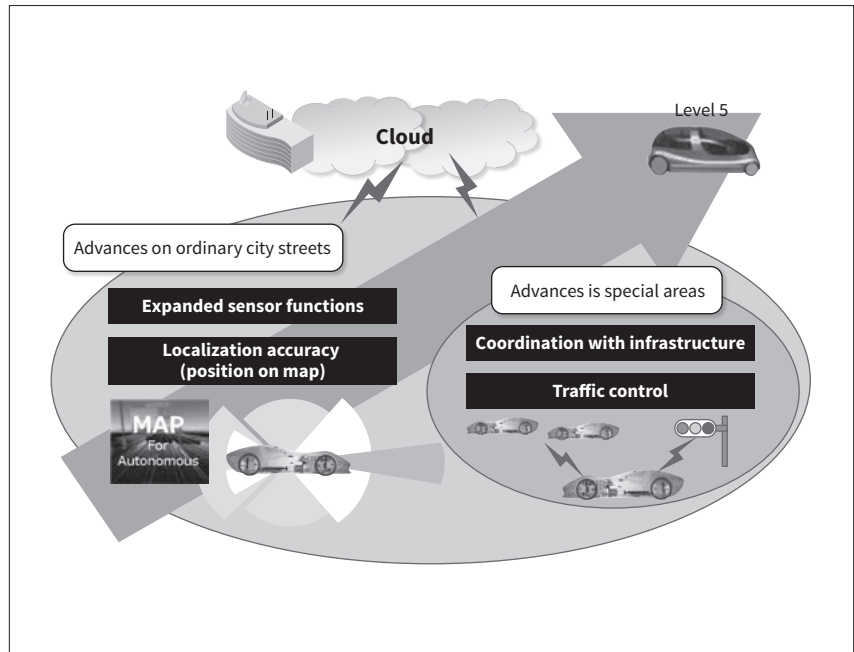 Level 5
Cloud
Advances on ordinary city streets
Expanded sensor functions
Localization accuracy
(position on map)
MAP
For
Autonomous
Advances is special areas
Coordination with infrastructure
Traffic control